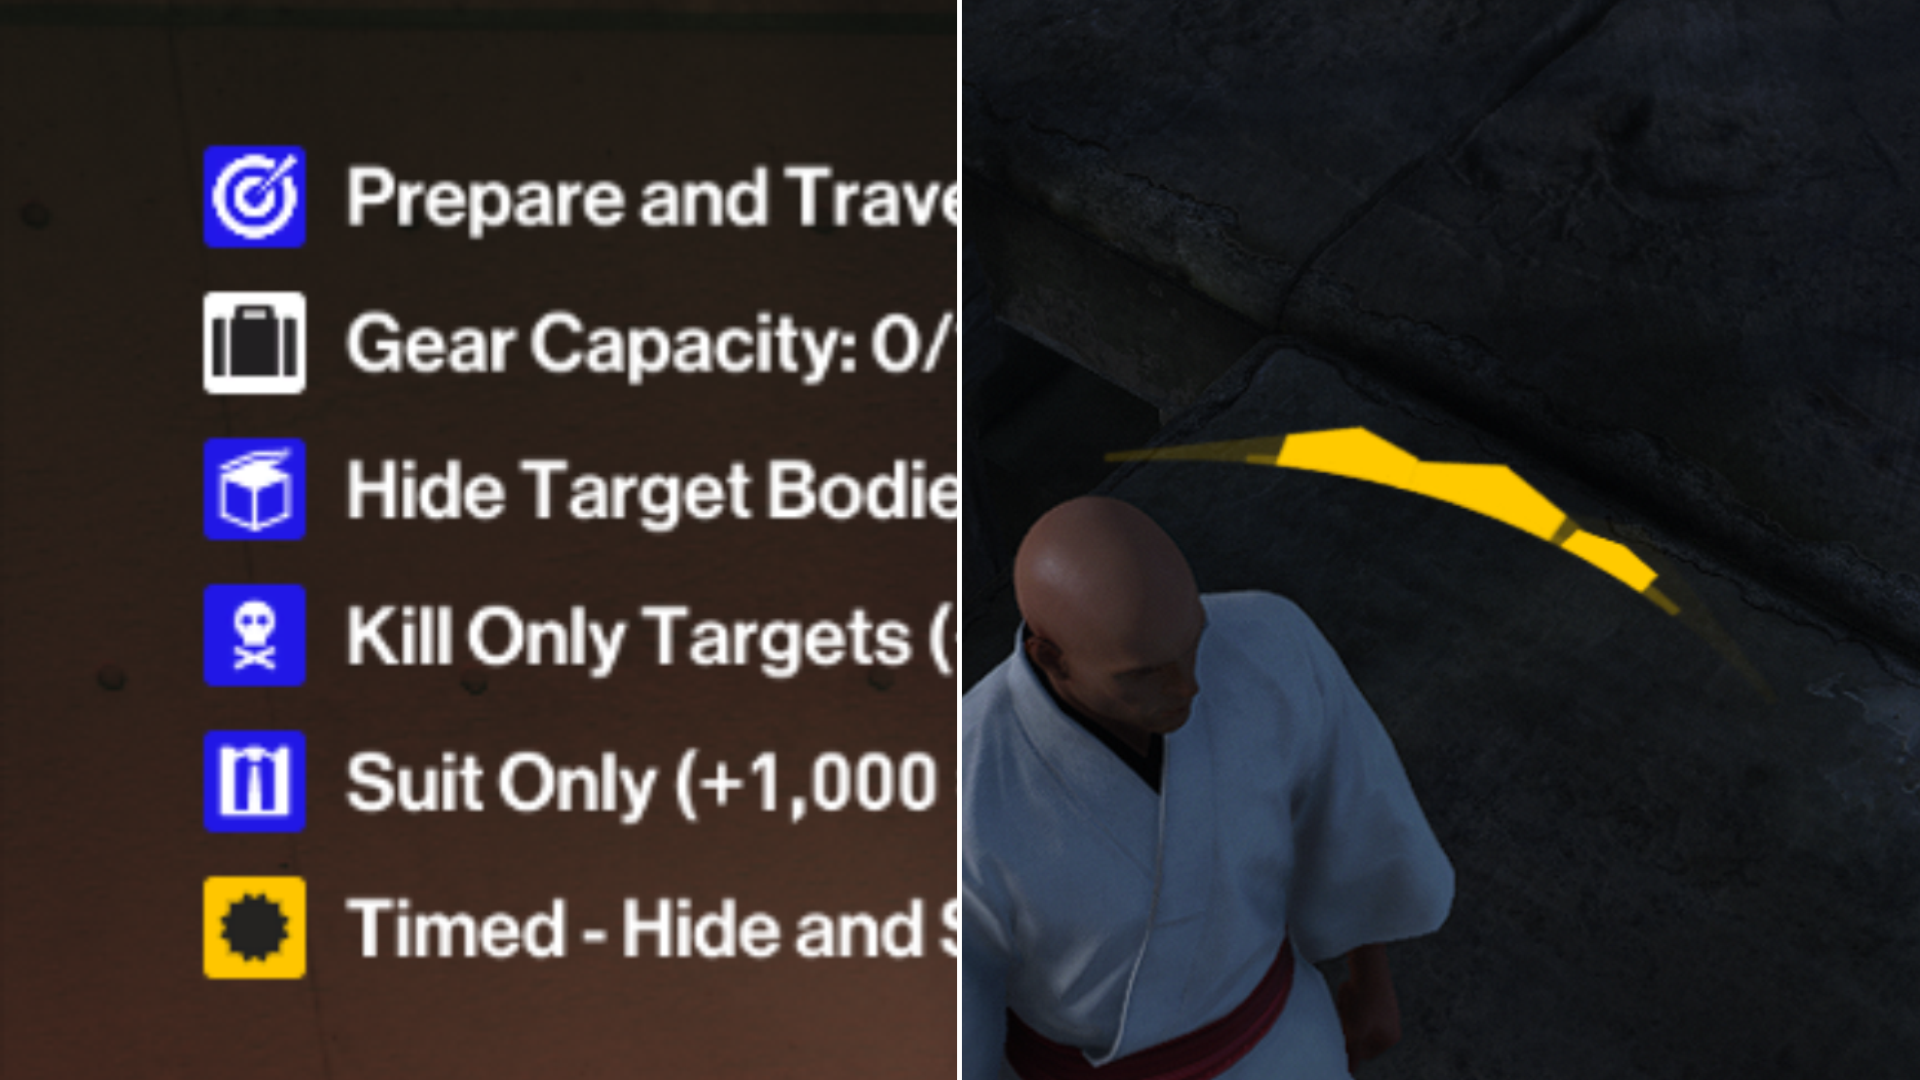 Prepare and Trave
Gear Capacity: 0/
Hide Target Bodie
Kill Only Targets (
Suit Only (+1,000
Timed - Hide and S